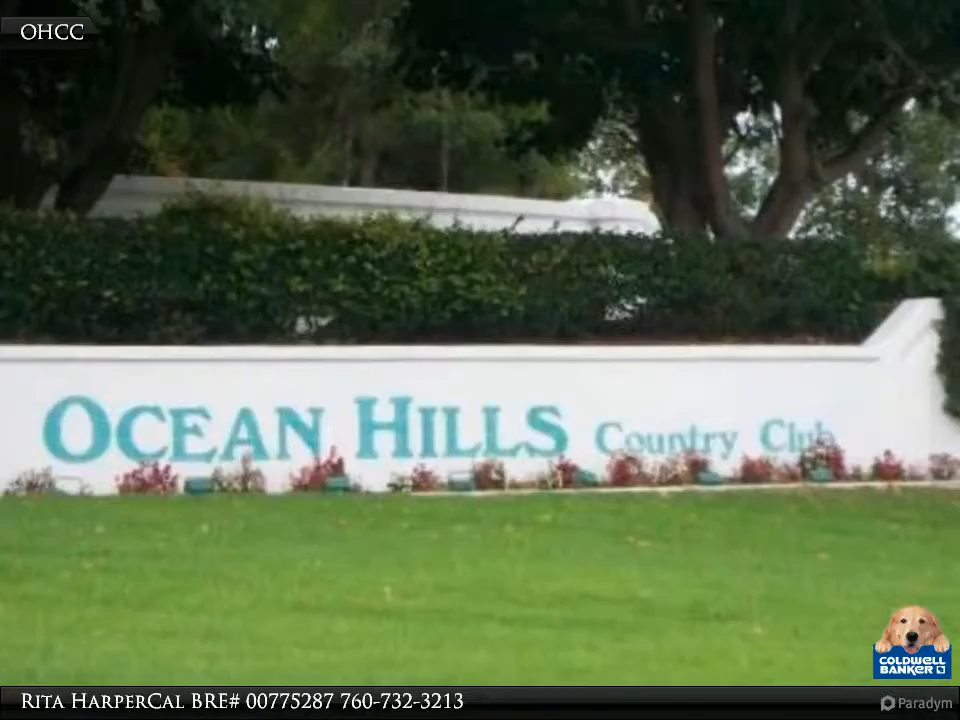 OHCC
OCEAN HILLS Country Club
COLDWELL
BANKER
RITA HARPERCAL BRE# 00775287 760-732-3213
Paradym